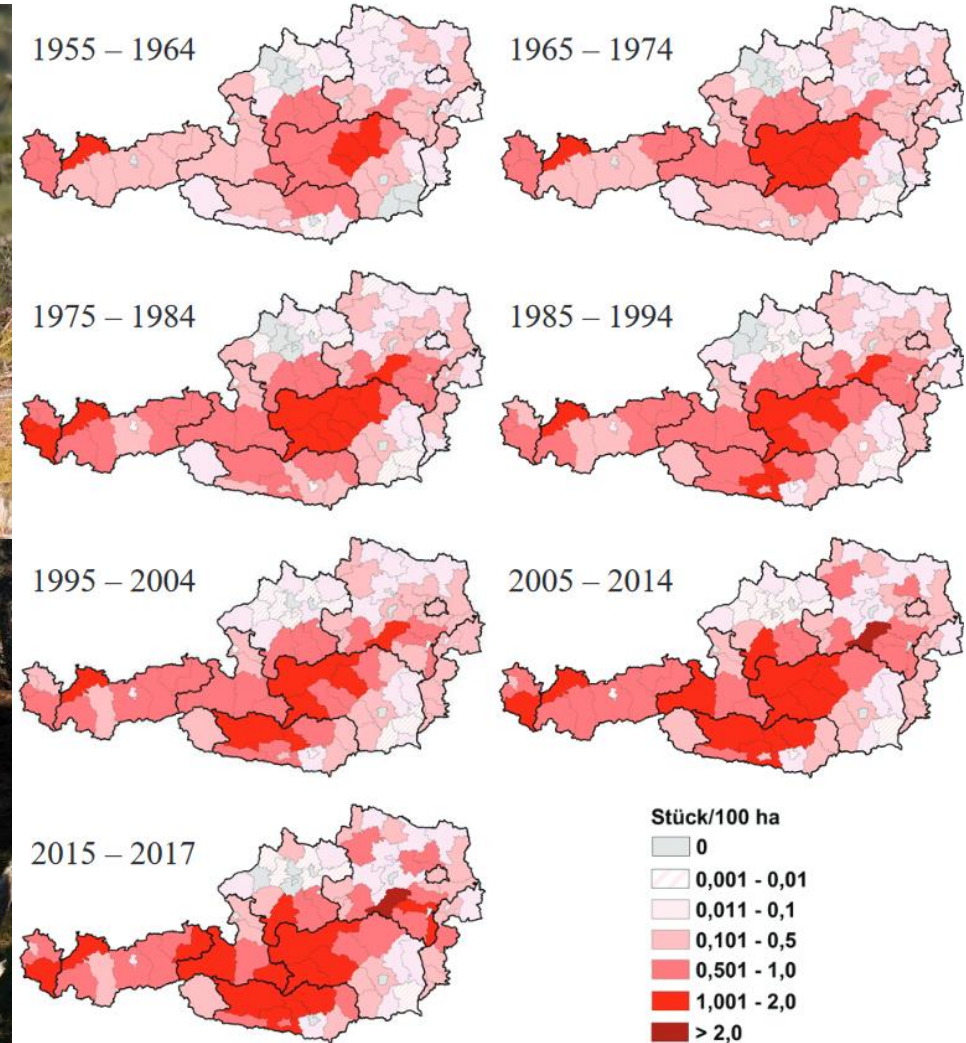 1955 – 1964
1965 – 1974
1975 – 1984
1985 – 1994
1995 – 2004
2005 – 2014
2015 – 2017
Stück/100 ha
0
0,001 - 0,01
0,011 - 0,1
0,101 - 0,5
0,501 - 1,0
1,001 - 2,0
> 2,0